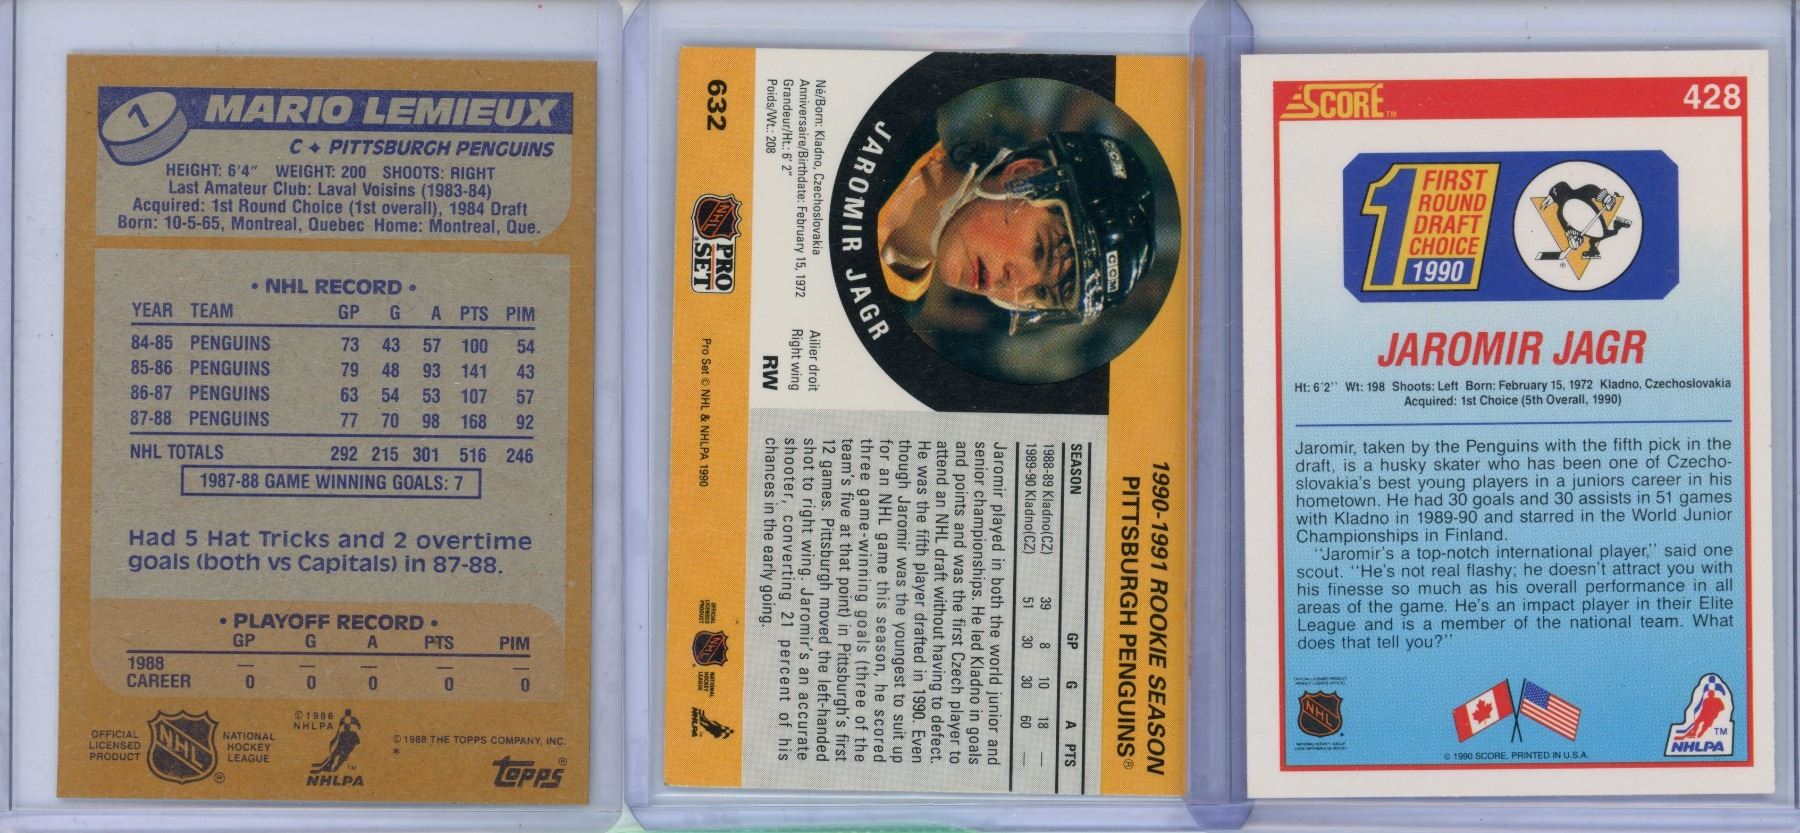 1
MARIO LEMIEUX
C ✦ PITTSBURGH PENGUINS
HEIGHT: 6'4" WEIGHT: 200 SHOOTS: RIGHT
Last Amateur Club: Laval Voisins (1983-84)
Acquired: 1st Round Choice (1st overall), 1984 Draft
Born: 10-5-65, Montreal, Quebec Home: Montreal, Que.
• NHL RECORD •
YEAR TEAM GP G A PTS PIM
84-85 PENGUINS 73 43 57 100 54
85-86 PENGUINS 79 48 93 141 43
86-87 PENGUINS 63 54 53 107 57
87-88 PENGUINS 77 70 98 168 92
NHL TOTALS 292 215 301 516 246
1987-88 GAME WINNING GOALS: 7
Had 5 Hat Tricks and 2 overtime
goals (both vs Capitals) in 87-88.
• PLAYOFF RECORD •
GP G A PTS PIM
1988 — — — — —
CAREER 0 0 0 0 0
OFFICIAL
LICENSED
PRODUCT
NHL
®
NATIONAL
HOCKEY
LEAGUE
©1988
NHLPA
TM
NHLPA
©1988 THE TOPPS COMPANY, INC.
*
topps®
1990-1991 ROOKIE SEASON
PITTSBURGH PENGUINS®
CCM
CCM
JAROMIR JAGR
SEASON GP G A PTS
1988-89 Kladno(CZ) 39 8 10 18 —
1989-90 Kladno(CZ) 51 30 30 60 —
Jaromir played in both the world junior and
senior championships. He led Kladno in goals
and points and was the first Czech player to
attend an NHL draft without having to defect.
He was the fifth player drafted in 1990. Even
though Jaromir was the youngest to suit up
for an NHL game this season, he scored
three game-winning goals (three of the
team's five at that point) in Pittsburgh's first
12 games. Pittsburgh moved the left-handed
shot to right wing. Jaromir's an accurate
shooter, converting 21 percent of his
chances in the early going.
Né/Born: Kladno, Czechoslovakia
Anniversaire/Birthdate: February 15, 1972
Grandeur/Ht.: 6' 2"
Poids/Wt.: 208
Ailier droit
Right wing
RW
632
NHL
PRO
SET
Pro Set © NHL & NHLPA 1990
OFFICIAL
LICENSED
PRODUCT
NHL
NATIONAL
HOCKEY
LEAGUE
NHLPA
SCORE TM
428
1
FIRST
ROUND
DRAFT
CHOICE
1990
®
JAROMIR JAGR
Ht: 6'2'' Wt: 198 Shoots: Left Born: February 15, 1972 Kladno, Czechoslovakia
Acquired: 1st Choice (5th Overall, 1990)
Jaromir, taken by the Penguins with the fifth pick in the
draft, is a husky skater who has been one of Czecho-
slovakia's best young players in a juniors career in his
hometown. He had 30 goals and 30 assists in 51 games
with Kladno in 1989-90 and starred in the World Junior
Championships in Finland.
"Jaromir's a top-notch international player," said one
scout. "He's not real flashy; he doesn't attract you with
his finesse so much as his overall performance in all
areas of the game. He's an impact player in their Elite
League and is a member of the national team. What
does that tell you?"
NHL
TM
NHLPA
© 1990 SCORE, PRINTED IN U.S.A.